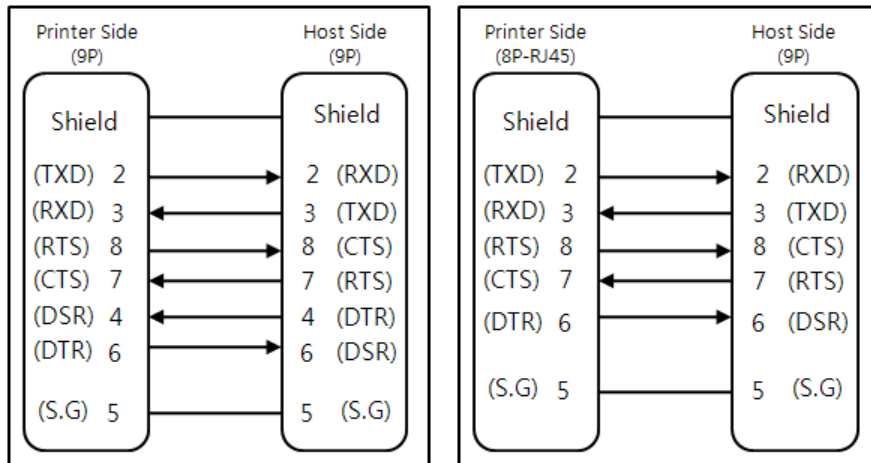 Printer Side
(9P)
Host Side
(9P)
Shield
Shield
(TXD) 2
2 (RXD)
(RXD) 3
3 (TXD)
(RTS) 8
8 (CTS)
(CTS) 7
7 (RTS)
(DSR) 4
4 (DTR)
(DTR) 6
6 (DSR)
(S.G) 5
5 (S.G)
Printer Side
(8P-RJ45)
Host Side
(9P)
Shield
Shield
(TXD) 2
2 (RXD)
(RXD) 3
3 (TXD)
(RTS) 8
8 (CTS)
(CTS) 7
7 (RTS)
(DTR) 6
6 (DSR)
(S.G) 5
5 (S.G)